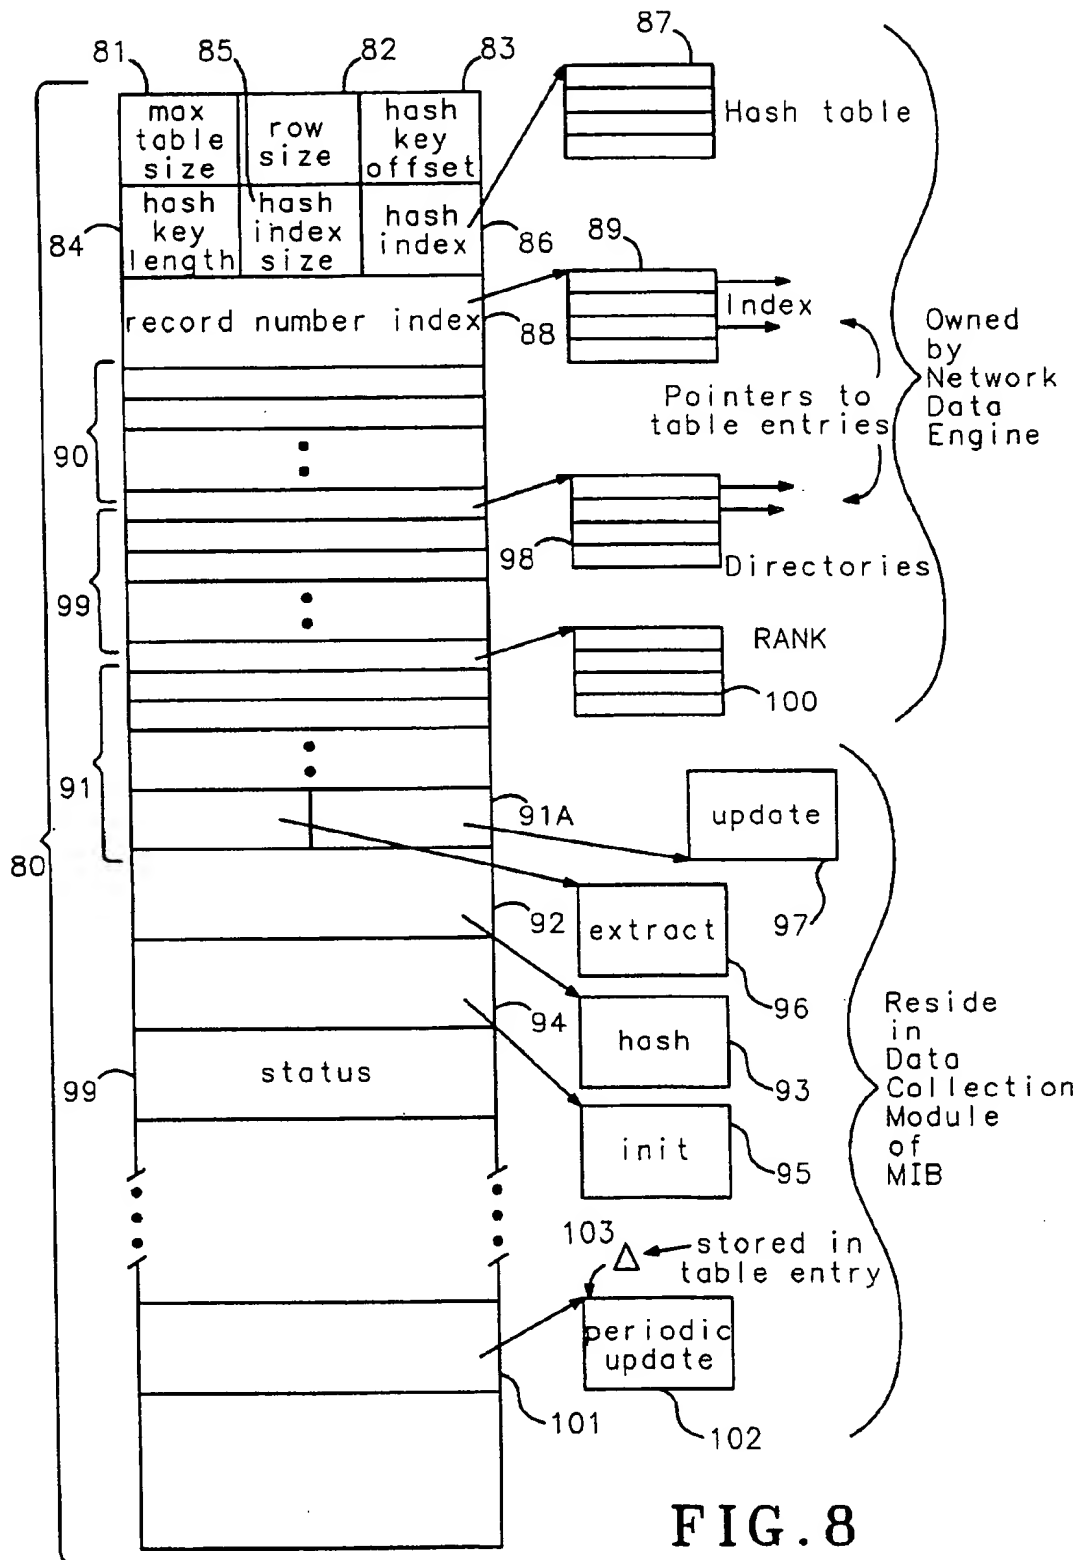 81
85
82
83
87
max
table
size
row
size
hash
key
offset
Hash table
84
hash
key
length
hash
index
size
hash
index
86
89
Index
record number index
88
Owned
by
Network
Data
Engine
Pointers to
table entries
90
98
Directories
99
RANK
100
91
91A
update
97
80
92
extract
96
94
hash
93
Reside
in
Data
Collection
Module
of
MIB
99
status
init
95
103
stored in
table entry
periodic
update
101
102
FIG.8